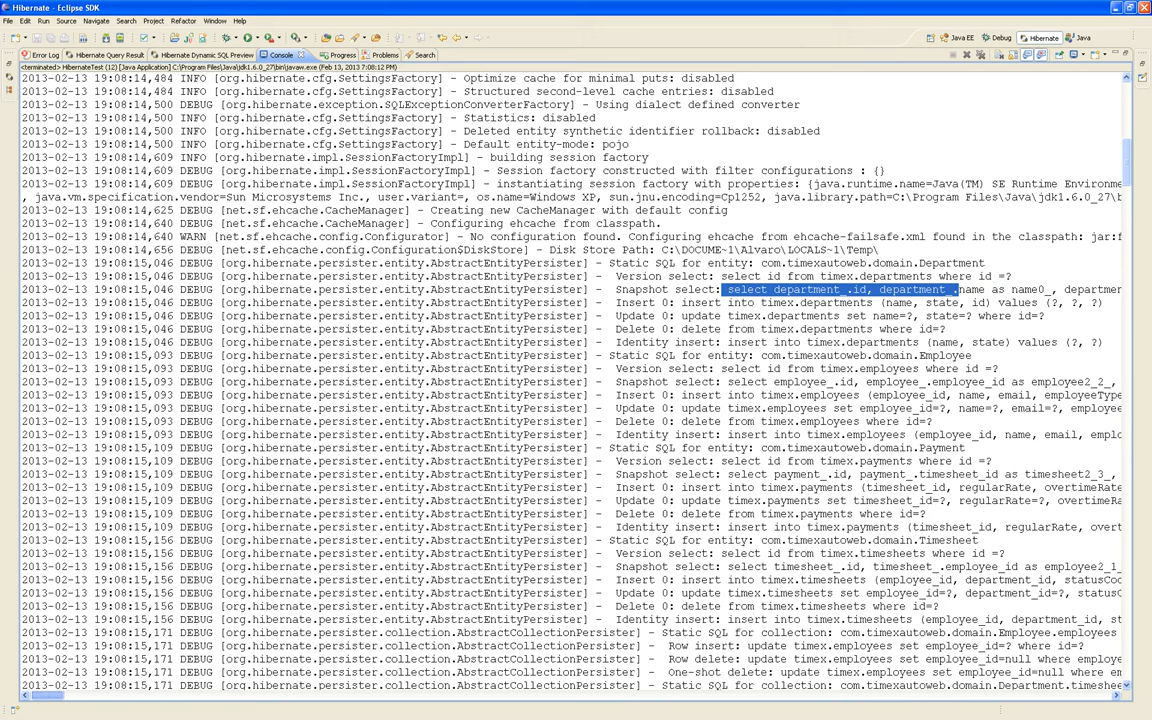 Hibernate - Eclipse SDK
File Edit Run Source Navigate Search Project Refactor Window Help
Java EE Debug Hibernate Java
Error Log Hibernate Query Result Hibernate Dynamic SQL Preview Console Progress Problems Search
<terminated> HibernateTest (12) [Java Application] C:\Program Files\Java\jdk1.6.0_27\bin\javaw.exe (Feb 13, 2013 7:08:12 PM)
2013-02-13 19:08:14,484 INFO [org.hibernate.cfg.SettingsFactory] - Optimize cache for minimal puts: disabled
2013-02-13 19:08:14,484 INFO [org.hibernate.cfg.SettingsFactory] - Structured second-level cache entries: disabled
2013-02-13 19:08:14,500 DEBUG [org.hibernate.exception.SQLExceptionConverterFactory] - Using dialect defined converter
2013-02-13 19:08:14,500 INFO [org.hibernate.cfg.SettingsFactory] - Statistics: disabled
2013-02-13 19:08:14,500 INFO [org.hibernate.cfg.SettingsFactory] - Deleted entity synthetic identifier rollback: disabled
2013-02-13 19:08:14,500 INFO [org.hibernate.cfg.SettingsFactory] - Default entity-mode: pojo
2013-02-13 19:08:14,609 INFO [org.hibernate.impl.SessionFactoryImpl] - building session factory
2013-02-13 19:08:14,609 DEBUG [org.hibernate.impl.SessionFactoryImpl] - Session factory constructed with filter configurations : {}
2013-02-13 19:08:14,609 DEBUG [org.hibernate.impl.SessionFactoryImpl] - instantiating session factory with properties: {java.runtime.name=Java(TM) SE Runtime Environme
, java.vm.specification.vendor=Sun Microsystems Inc., user.variant=, os.name=Windows XP, sun.jnu.encoding=Cp1252, java.library.path=C:\Program Files\Java\jdk1.6.0_27\b
2013-02-13 19:08:14,625 DEBUG [net.sf.ehcache.CacheManager] - Creating new CacheManager with default config
2013-02-13 19:08:14,640 DEBUG [net.sf.ehcache.CacheManager] - Configuring ehcache from classpath.
2013-02-13 19:08:14,640 WARN [net.sf.ehcache.config.Configurator] - No configuration found. Configuring ehcache from ehcache-failsafe.xml found in the classpath: jar:f
2013-02-13 19:08:14,656 DEBUG [net.sf.ehcache.config.Configuration$DiskStore] - Disk Store Path: C:\DOCUME~1\Alvaro\LOCALS~1\Temp\
2013-02-13 19:08:15,046 DEBUG [org.hibernate.persister.entity.AbstractEntityPersister] - Static SQL for entity: com.timexautoweb.domain.Department
2013-02-13 19:08:15,046 DEBUG [org.hibernate.persister.entity.AbstractEntityPersister] - Version select: select id from timex.departments where id =?
2013-02-13 19:08:15,046 DEBUG [org.hibernate.persister.entity.AbstractEntityPersister] - Snapshot select: select department_.id, department_.name as name0_, departmen
2013-02-13 19:08:15,046 DEBUG [org.hibernate.persister.entity.AbstractEntityPersister] - Insert 0: insert into timex.departments (name, state, id) values (?, ?, ?)
2013-02-13 19:08:15,046 DEBUG [org.hibernate.persister.entity.AbstractEntityPersister] - Update 0: update timex.departments set name=?, state=? where id=?
2013-02-13 19:08:15,046 DEBUG [org.hibernate.persister.entity.AbstractEntityPersister] - Delete 0: delete from timex.departments where id=?
2013-02-13 19:08:15,046 DEBUG [org.hibernate.persister.entity.AbstractEntityPersister] - Identity insert: insert into timex.departments (name, state) values (?, ?)
2013-02-13 19:08:15,093 DEBUG [org.hibernate.persister.entity.AbstractEntityPersister] - Static SQL for entity: com.timexautoweb.domain.Employee
2013-02-13 19:08:15,093 DEBUG [org.hibernate.persister.entity.AbstractEntityPersister] - Version select: select id from timex.employees where id =?
2013-02-13 19:08:15,093 DEBUG [org.hibernate.persister.entity.AbstractEntityPersister] - Snapshot select: select employee_.id, employee_.employee_id as employee2_2_,
2013-02-13 19:08:15,093 DEBUG [org.hibernate.persister.entity.AbstractEntityPersister] - Insert 0: insert into timex.employees (employee_id, name, email, employeeType
2013-02-13 19:08:15,093 DEBUG [org.hibernate.persister.entity.AbstractEntityPersister] - Update 0: update timex.employees set employee_id=?, name=?, email=?, employee
2013-02-13 19:08:15,093 DEBUG [org.hibernate.persister.entity.AbstractEntityPersister] - Delete 0: delete from timex.employees where id=?
2013-02-13 19:08:15,093 DEBUG [org.hibernate.persister.entity.AbstractEntityPersister] - Identity insert: insert into timex.employees (employee_id, name, email, emplo
2013-02-13 19:08:15,109 DEBUG [org.hibernate.persister.entity.AbstractEntityPersister] - Static SQL for entity: com.timexautoweb.domain.Payment
2013-02-13 19:08:15,109 DEBUG [org.hibernate.persister.entity.AbstractEntityPersister] - Version select: select id from timex.payments where id =?
2013-02-13 19:08:15,109 DEBUG [org.hibernate.persister.entity.AbstractEntityPersister] - Snapshot select: select payment_.id, payment_.timesheet_id as timesheet2_3_,
2013-02-13 19:08:15,109 DEBUG [org.hibernate.persister.entity.AbstractEntityPersister] - Insert 0: insert into timex.payments (timesheet_id, regularRate, overtimeRate
2013-02-13 19:08:15,109 DEBUG [org.hibernate.persister.entity.AbstractEntityPersister] - Update 0: update timex.payments set timesheet_id=?, regularRate=?, overtimeRa
2013-02-13 19:08:15,109 DEBUG [org.hibernate.persister.entity.AbstractEntityPersister] - Delete 0: delete from timex.payments where id=?
2013-02-13 19:08:15,109 DEBUG [org.hibernate.persister.entity.AbstractEntityPersister] - Identity insert: insert into timex.payments (timesheet_id, regularRate, overt
2013-02-13 19:08:15,156 DEBUG [org.hibernate.persister.entity.AbstractEntityPersister] - Static SQL for entity: com.timexautoweb.domain.Timesheet
2013-02-13 19:08:15,156 DEBUG [org.hibernate.persister.entity.AbstractEntityPersister] - Version select: select id from timex.timesheets where id =?
2013-02-13 19:08:15,156 DEBUG [org.hibernate.persister.entity.AbstractEntityPersister] - Snapshot select: select timesheet_.id, timesheet_.employee_id as employee2_1_
2013-02-13 19:08:15,156 DEBUG [org.hibernate.persister.entity.AbstractEntityPersister] - Insert 0: insert into timex.timesheets (employee_id, department_id, statusCod
2013-02-13 19:08:15,156 DEBUG [org.hibernate.persister.entity.AbstractEntityPersister] - Update 0: update timex.timesheets set employee_id=?, department_id=?, statusC
2013-02-13 19:08:15,156 DEBUG [org.hibernate.persister.entity.AbstractEntityPersister] - Delete 0: delete from timex.timesheets where id=?
2013-02-13 19:08:15,156 DEBUG [org.hibernate.persister.entity.AbstractEntityPersister] - Identity insert: insert into timex.timesheets (employee_id, department_id, st
2013-02-13 19:08:15,171 DEBUG [org.hibernate.persister.collection.AbstractCollectionPersister] - Static SQL for collection: com.timexautoweb.domain.Employee.employees
2013-02-13 19:08:15,171 DEBUG [org.hibernate.persister.collection.AbstractCollectionPersister] - Row insert: update timex.employees set employee_id=? where id=?
2013-02-13 19:08:15,171 DEBUG [org.hibernate.persister.collection.AbstractCollectionPersister] - Row delete: update timex.employees set employee_id=null where employe
2013-02-13 19:08:15,171 DEBUG [org.hibernate.persister.collection.AbstractCollectionPersister] - One-shot delete: update timex.employees set employee_id=null where em
2013-02-13 19:08:15,171 DEBUG [org.hibernate.persister.collection.AbstractCollectionPersister] - Static SQL for collection: com.timexautoweb.domain.Department.timeshee